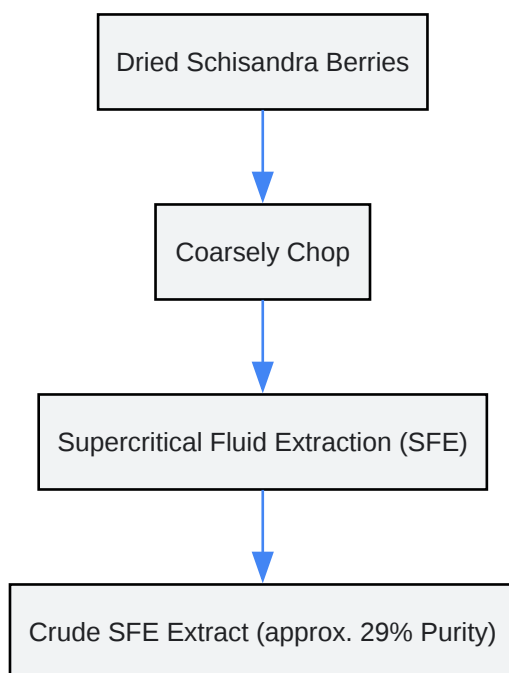 Dried Schisandra Berries
Coarsely Chop
Supercritical Fluid Extraction (SFE)
Crude SFE Extract (approx. 29% Purity)